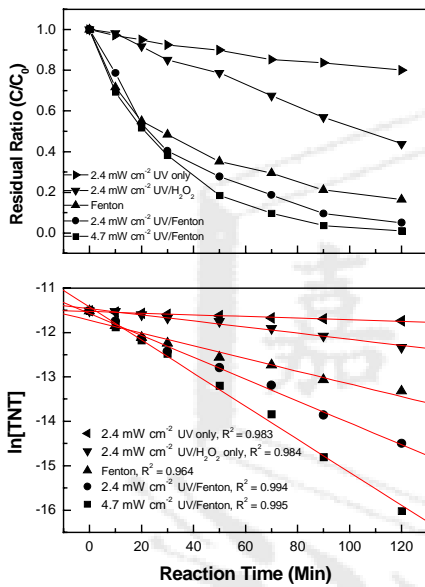 1.0
0.8
0.6
0.4
0.2
0.0
Residual Ratio (C/C₀)
2.4 mW cm⁻² UV only
2.4 mW cm⁻² UV/H₂O₂
Fenton
2.4 mW cm⁻² UV/Fenton
4.7 mW cm⁻² UV/Fenton
-11
-12
-13
-14
-15
-16
ln[TNT]
2.4 mW cm⁻² UV only, R² = 0.983
2.4 mW cm⁻² UV/H₂O₂ only, R² = 0.984
Fenton, R² = 0.964
2.4 mW cm⁻² UV/Fenton, R² = 0.994
4.7 mW cm⁻² UV/Fenton, R² = 0.995
0 20 40 60 80 100 120
Reaction Time (Min)